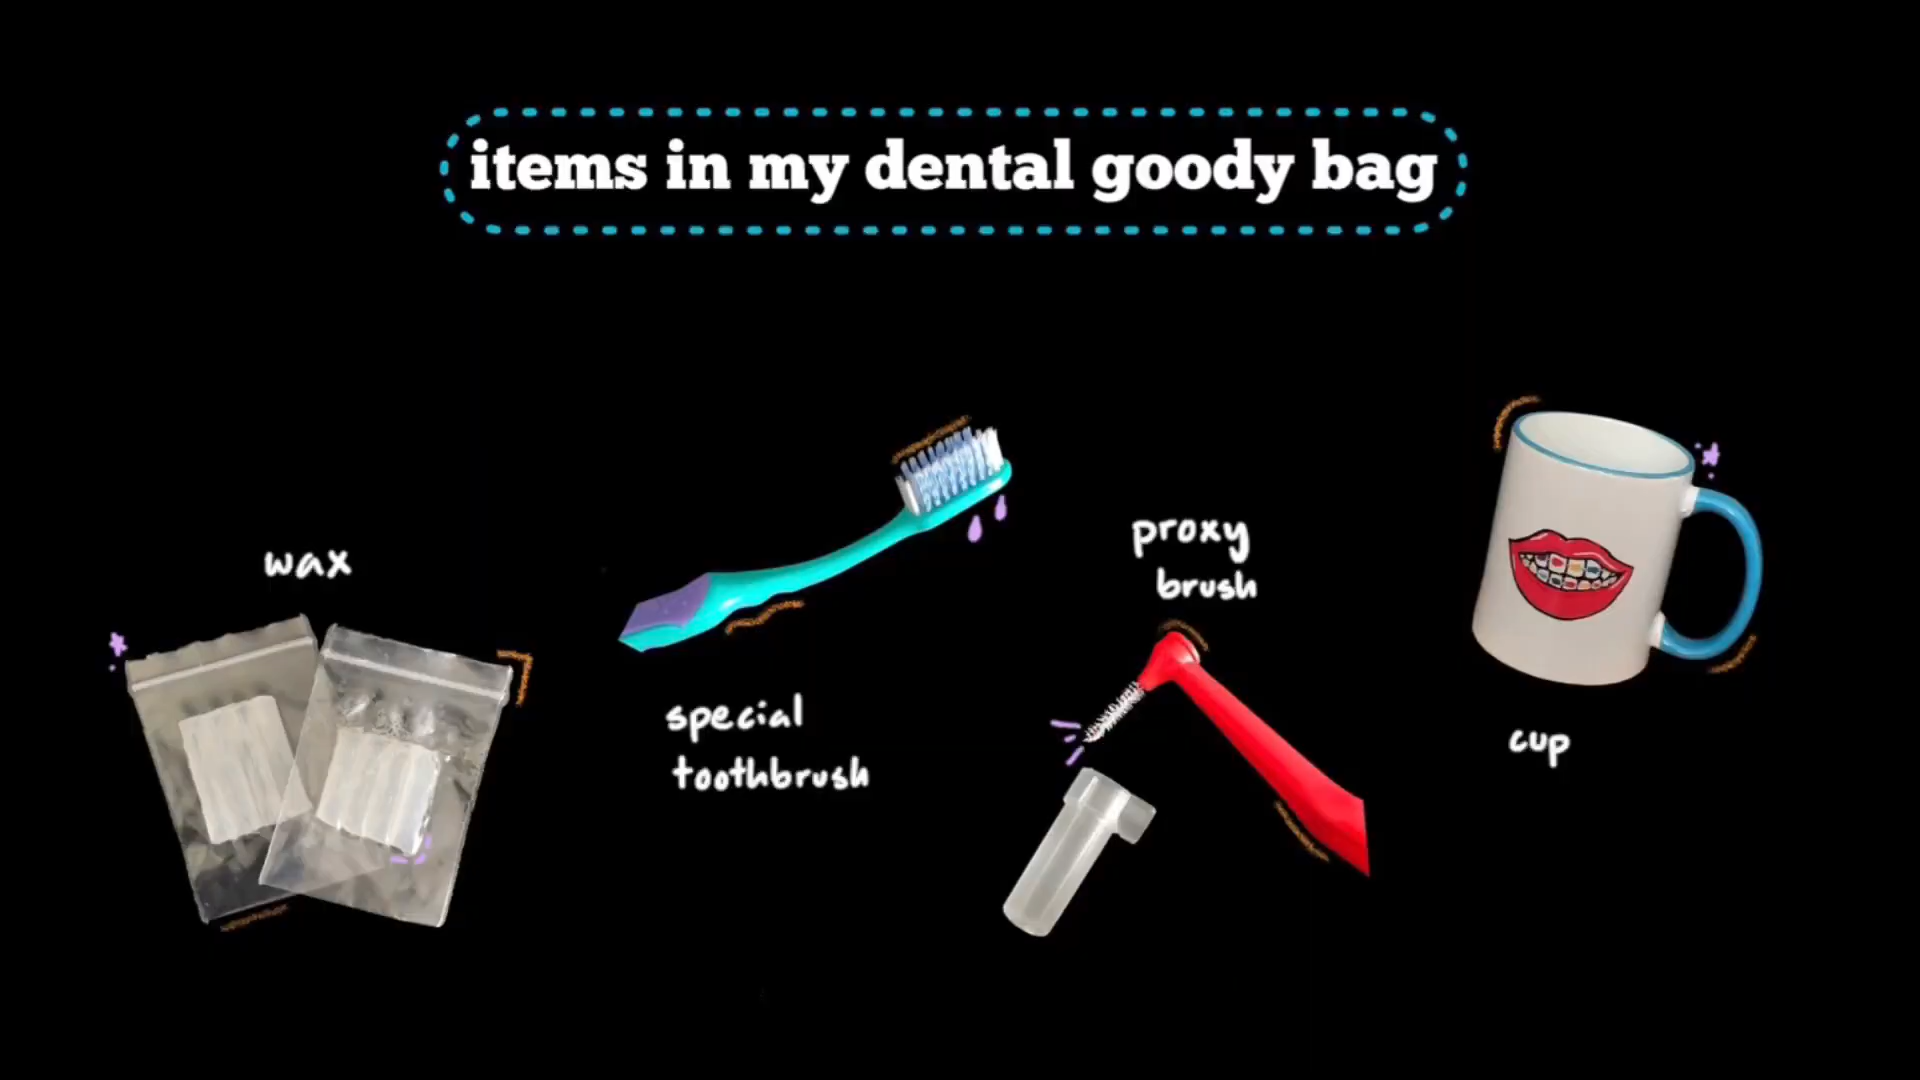 items in my dental goody bag
wax
special
toothbrush
proxy
brush
cup